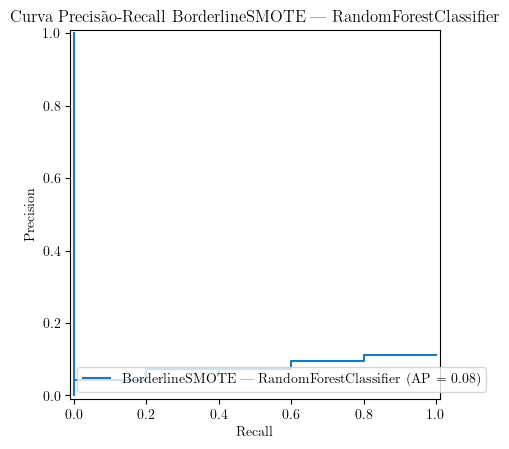 Curva Precisão-Recall BorderlineSMOTE — RandomForestClassifier
1.0
0.8
0.6
0.4
0.2
0.0
Precision
BorderlineSMOTE — RandomForestClassifier (AP = 0.08)
0.0 0.2 0.4 0.6 0.8 1.0
Recall